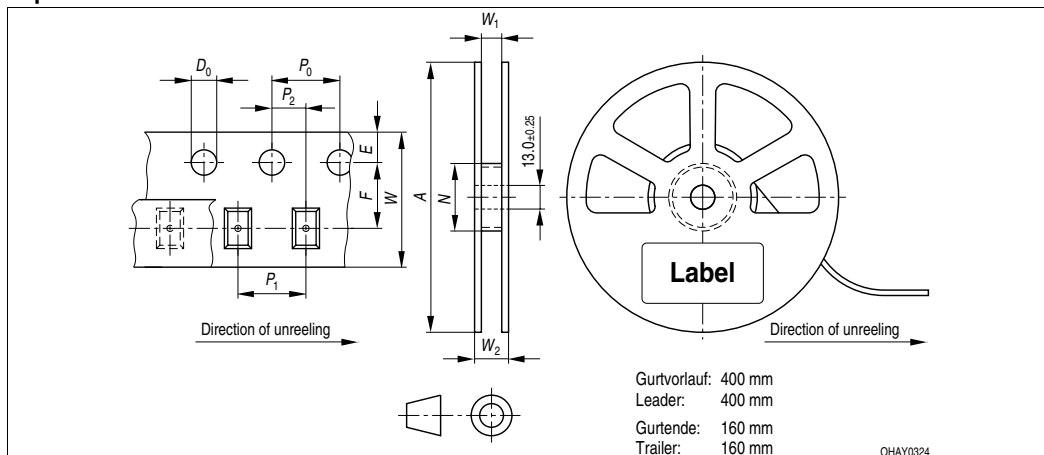 W1
D0
P0
P2
E
F
W
A
N
13.0±0.25
P1
W2
Label
Direction of unreeling
Direction of unreeling
Gurtvorlauf: 400 mm
Leader: 400 mm
Gurtende: 160 mm
Trailer: 160 mm
OHAY0324